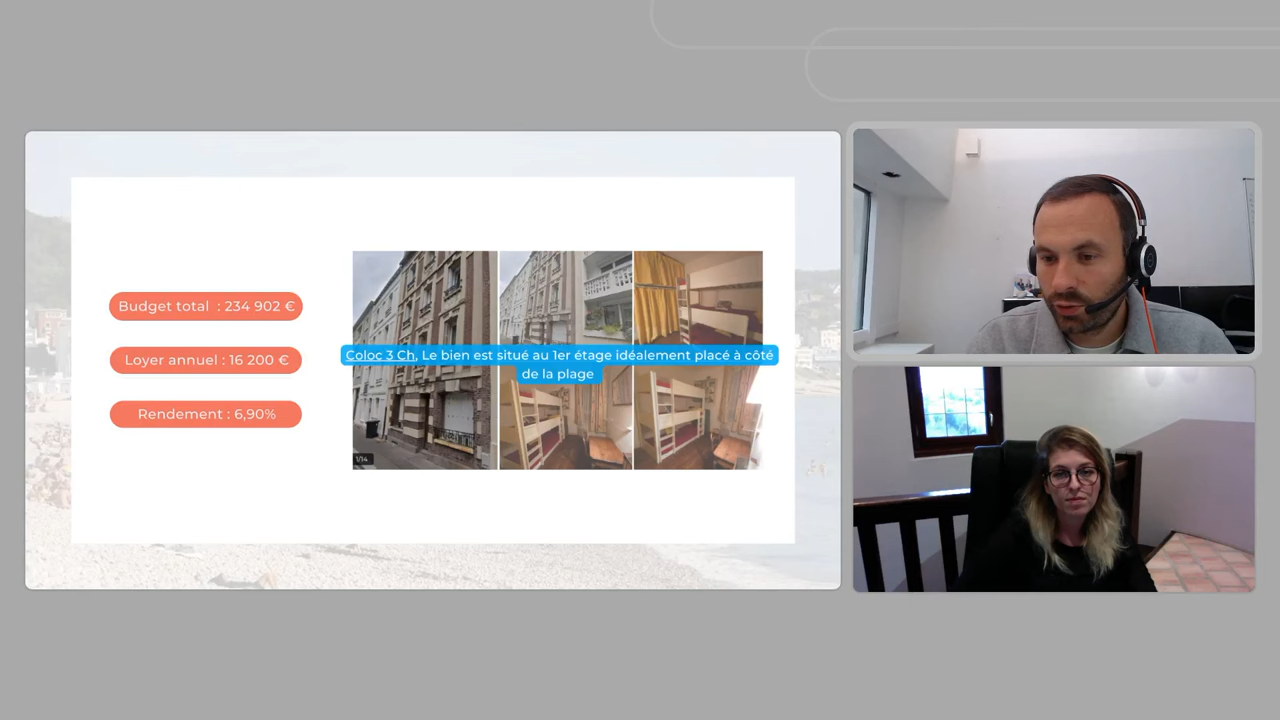 Budget total : 234 902 €
Loyer annuel : 16 200 €
Rendement : 6,90%
Coloc 3 Ch, Le bien est situé au 1er étage idéalement placé à côté
de la plage
1/14